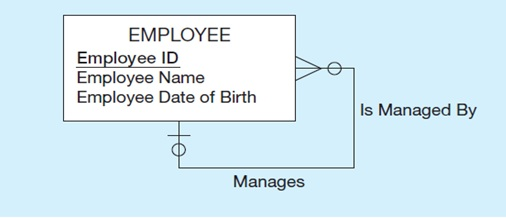 EMPLOYEE
Employee ID
Employee Name
Employee Date of Birth
Is Managed By
Manages